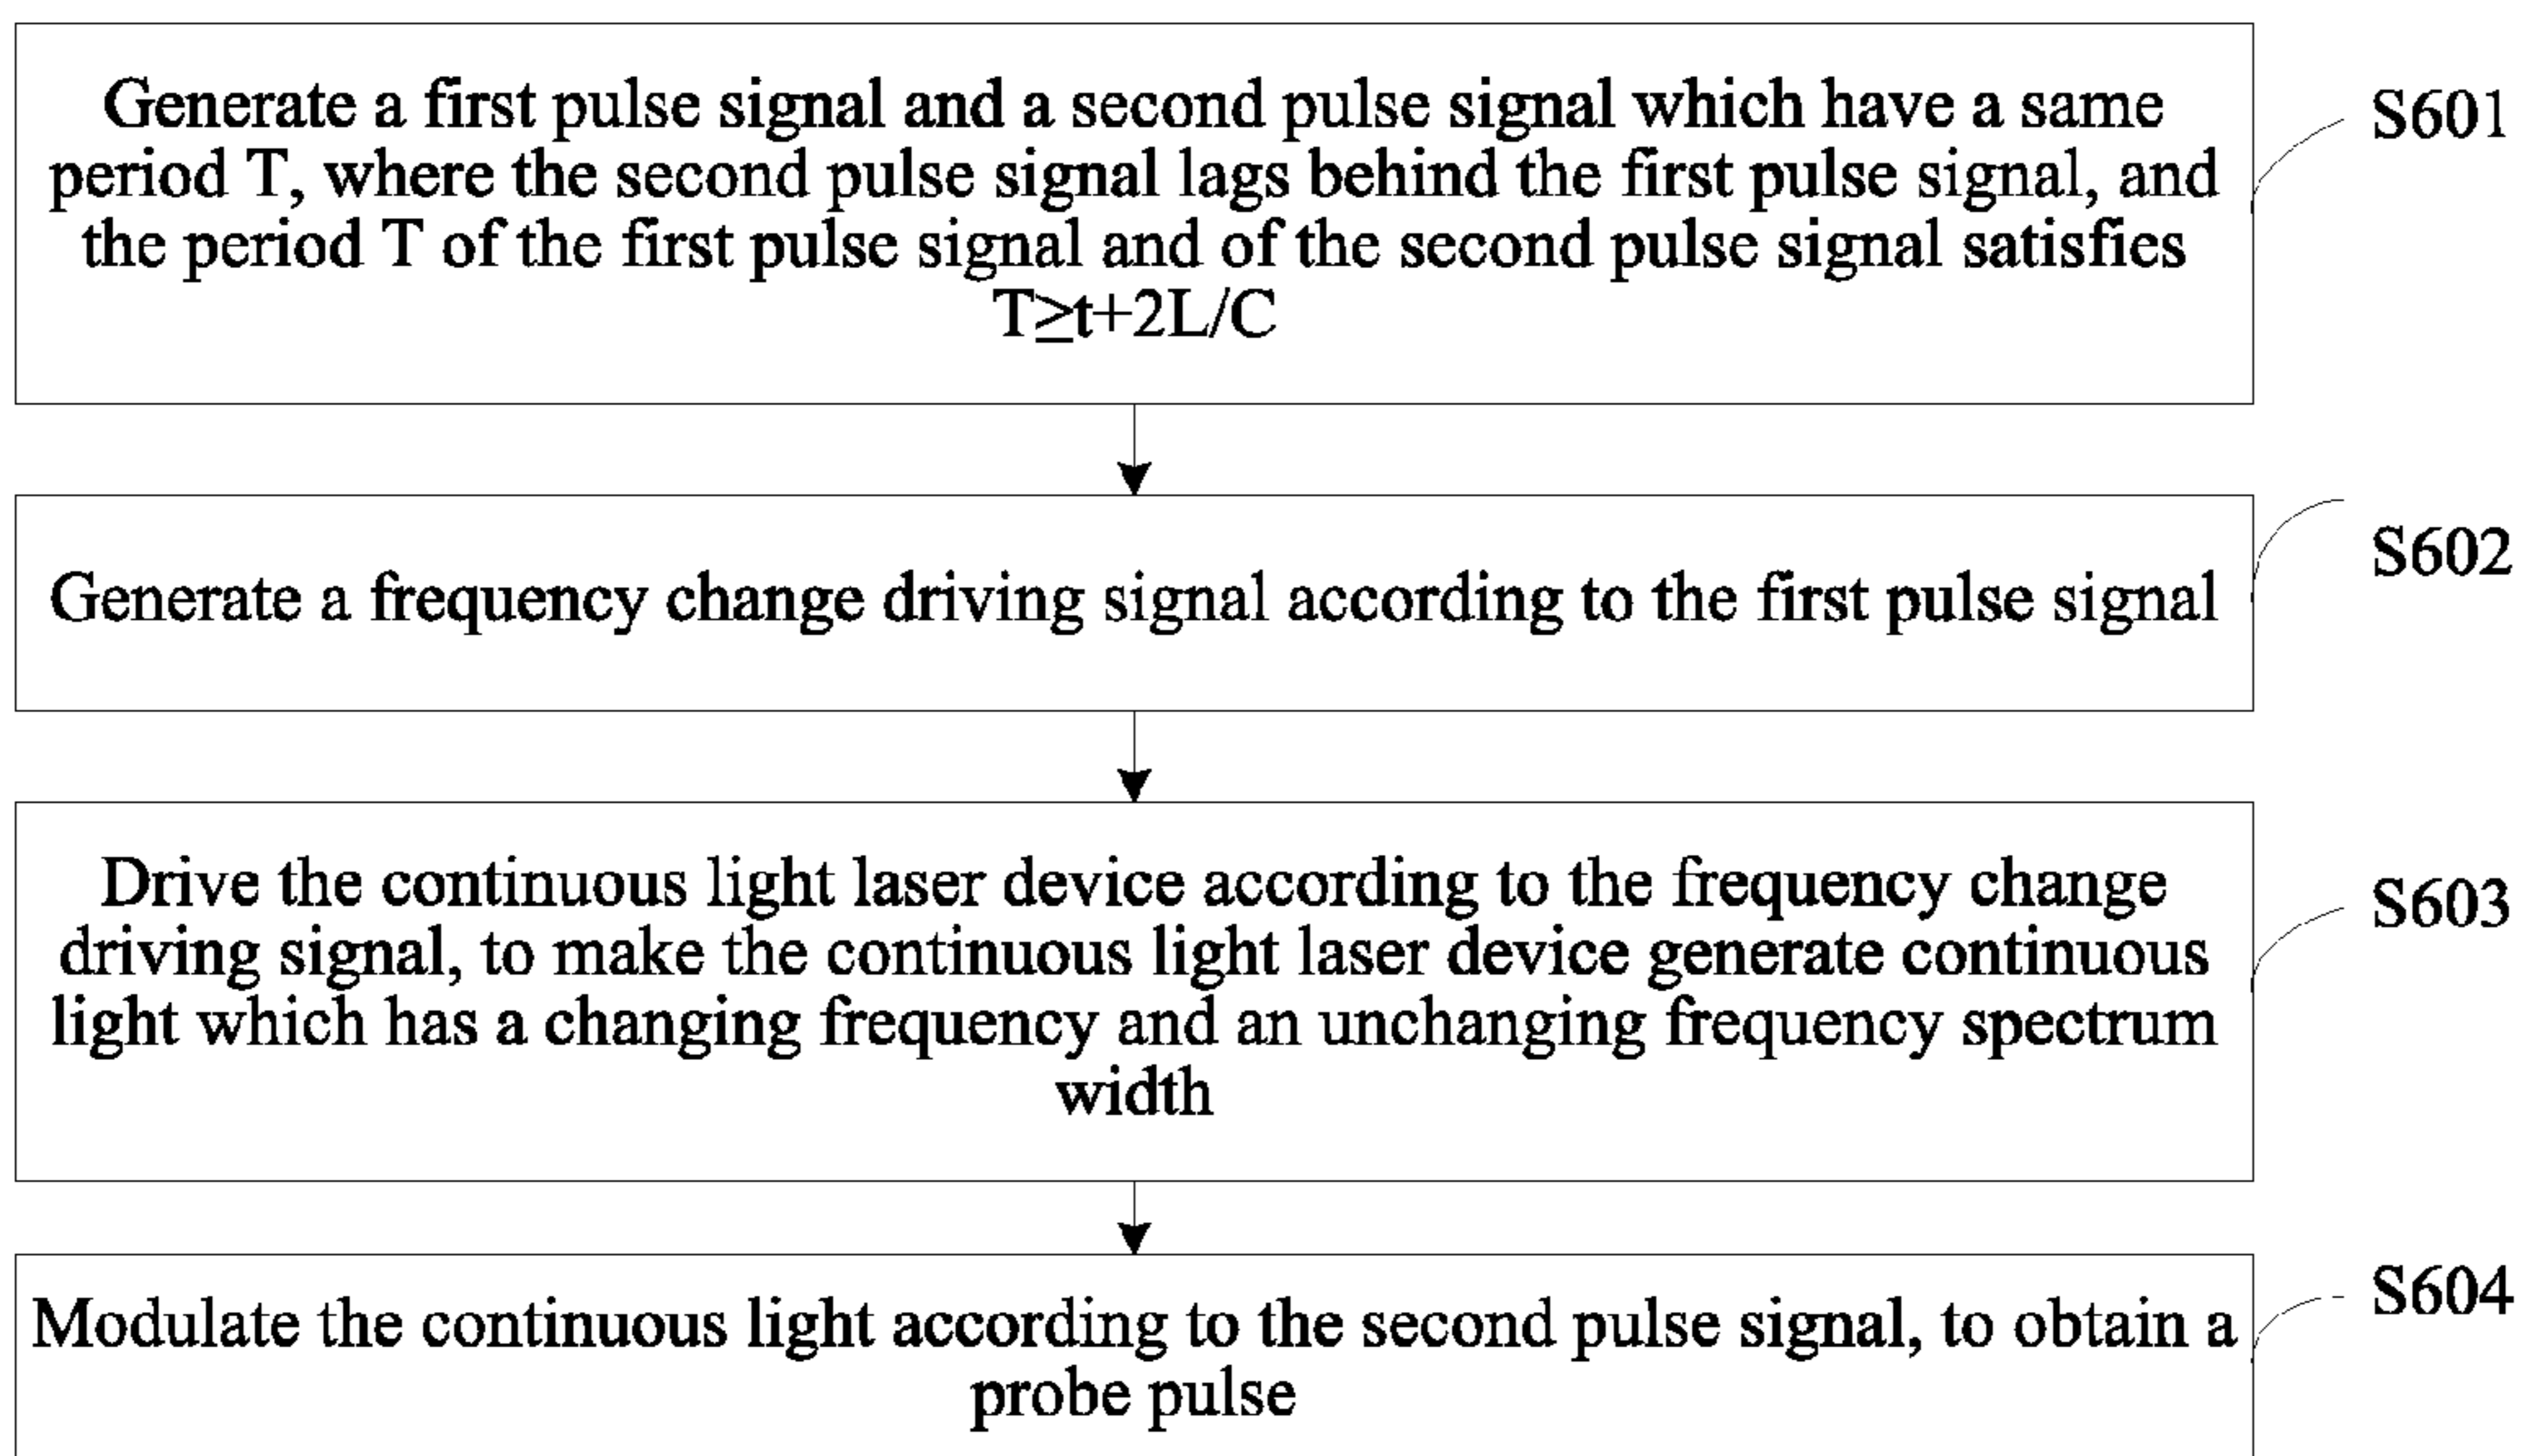 Generate a first pulse signal and a second pulse signal which have a same
period T, where the second pulse signal lags behind the first pulse signal, and
the period T of the first pulse signal and of the second pulse signal satisfies
T≥t+2L/C
S601
Generate a frequency change driving signal according to the first pulse signal
S602
Drive the continuous light laser device according to the frequency change
driving signal, to make the continuous light laser device generate continuous
light which has a changing frequency and an unchanging frequency spectrum
width
S603
Modulate the continuous light according to the second pulse signal, to obtain a
probe pulse
S604